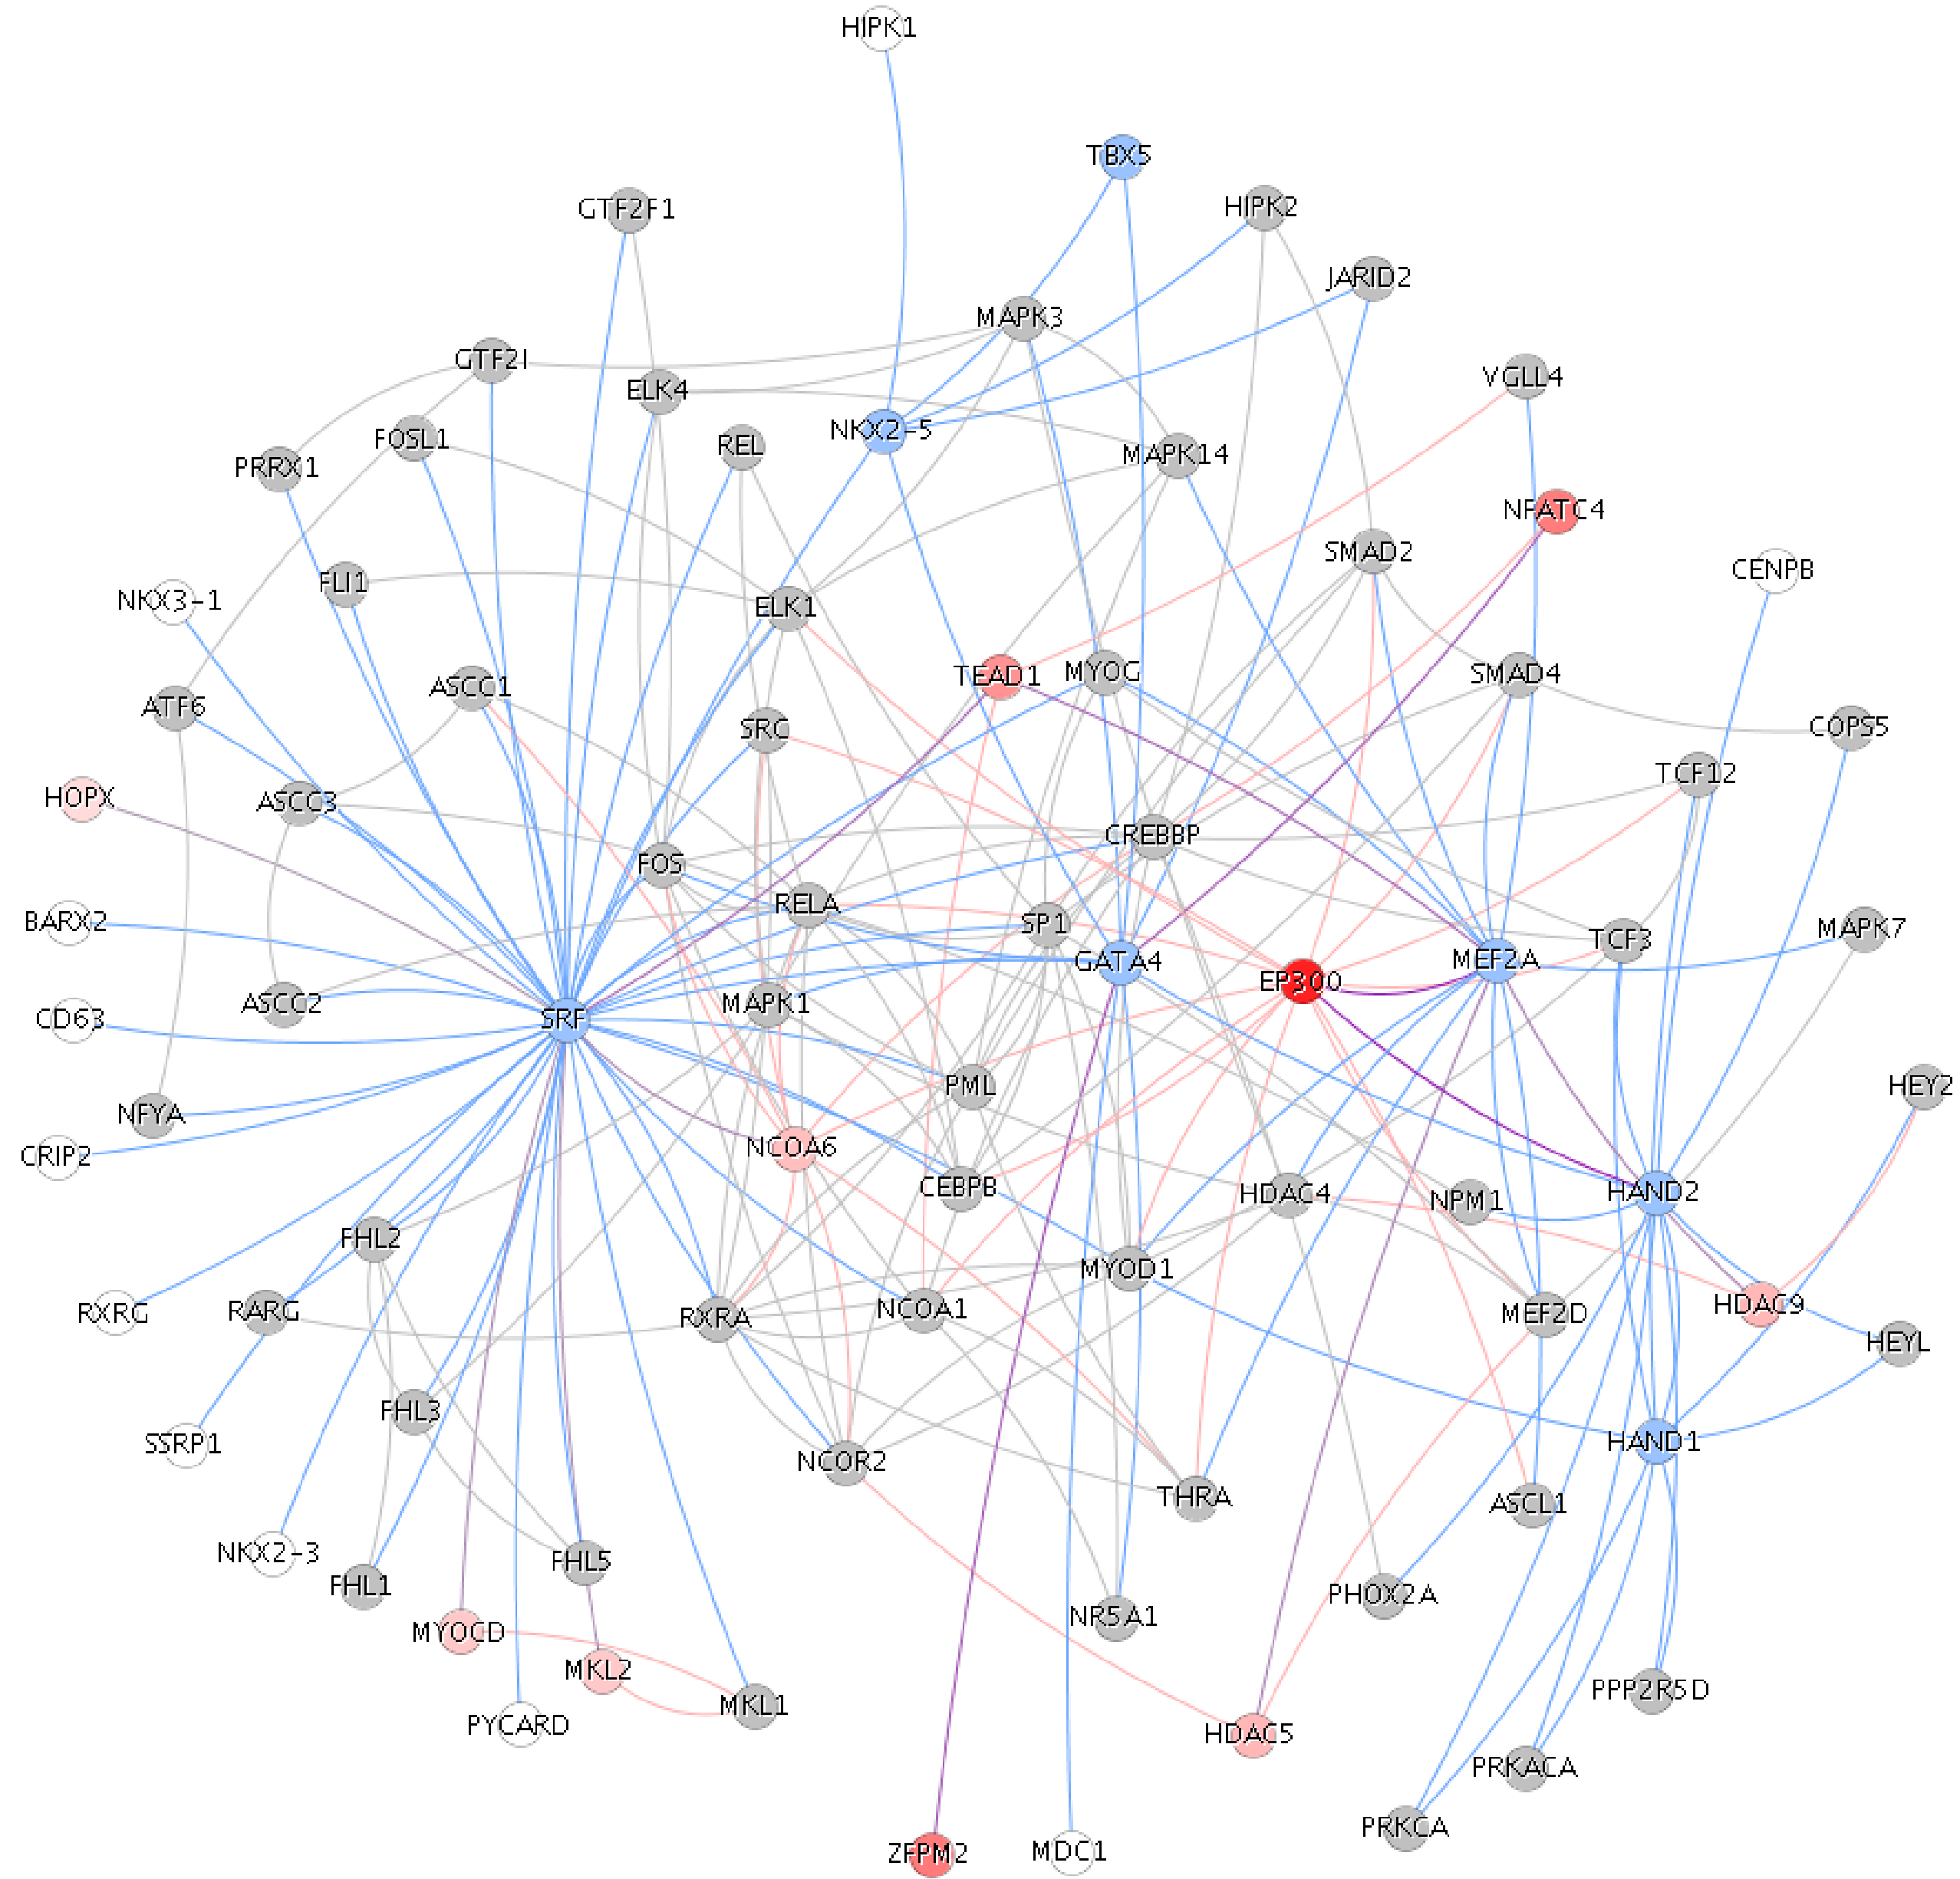 HIPK1
TBX5
GTF2F1
HIPK2
JARID2
MAPK3
GTF2I
ELK4
VGLL4
FOSL1
REL
NKX2-5
MAPK14
PRRX1
NFATC4
SMAD2
CENPB
FLI1
NKX3-1
ELK1
TEAD1
MYOG
SMAD4
ASCC1
ATF6
SRC
COPS5
TCF12
HOPX
ASCC3
CREBBP
FOS
RELA
SP1
BARX2
TCF3
MAPK7
GATA4
MEF2A
EP300
ASCC2
MAPK1
CD63
SRF
PML
HEY2
NFYA
NCOA6
CRIP2
CEBPB
HDAC4
NPM1
HAND2
FHL2
MYOD1
RXRG
RARG
RXRA
NCOA1
MEF2D
HDAC9
HEYL
FHL3
SSRP1
HAND1
NCOR2
THRA
ASCL1
NKX2-3
FHL5
FHL1
PHOX2A
NR5A1
MYOCD
MKL2
PPP2R5D
MKL1
PYCARD
HDAC5
PRKACA
PRKCA
ZFPM2
MDC1